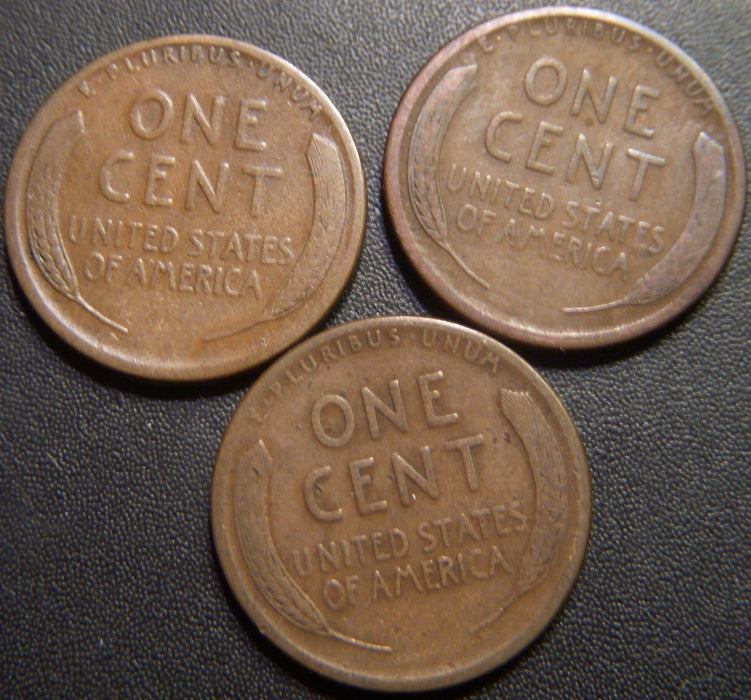 E · PLURIBUS · UNUM
ONE
CENT
UNITED STATES
OF AMERICA
E · PLURIBUS · UNUM
ONE
CENT
UNITED STATES
OF AMERICA
E · PLURIBUS · UNUM
ONE
CENT
UNITED STATES
OF AMERICA